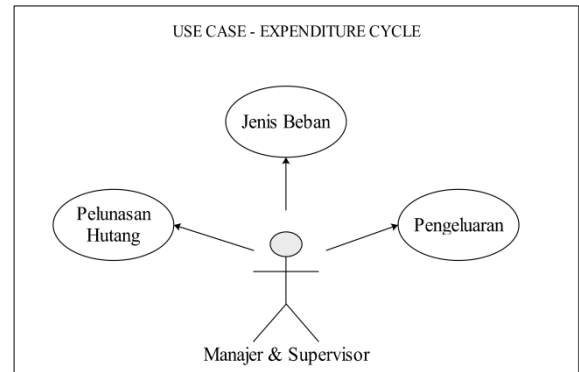 USE CASE - EXPENDITURE CYCLE
Jenis Beban
Pelunasan
Hutang
Pengeluaran
Manajer & Supervisor